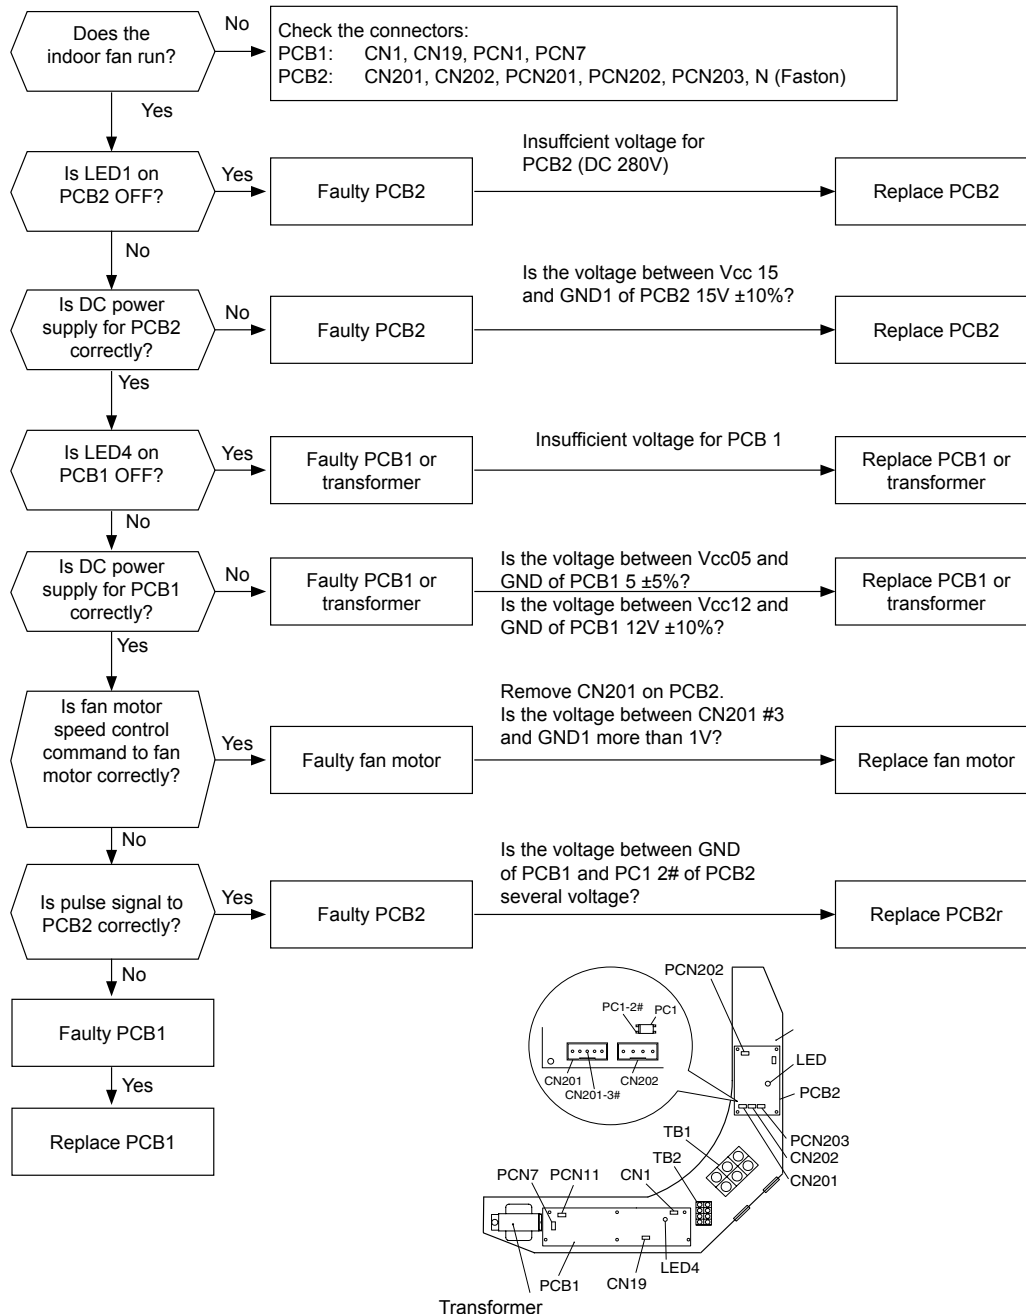 Does the
indoor fan run?
No
Check the connectors:
PCB1: CN1, CN19, PCN1, PCN7
PCB2: CN201, CN202, PCN201, PCN202, PCN203, N (Faston)
Yes
Is LED1 on
PCB2 OFF?
Yes
Faulty PCB2
Insuffcient voltage for
PCB2 (DC 280V)
Replace PCB2
No
Is DC power
supply for PCB2
correctly?
No
Faulty PCB2
Is the voltage between Vcc 15
and GND1 of PCB2 15V ±10%?
Replace PCB2
Yes
Is LED4 on
PCB1 OFF?
Yes
Faulty PCB1 or
transformer
Insufficient voltage for PCB 1
Replace PCB1 or
transformer
No
Is DC power
supply for PCB1
correctly?
No
Faulty PCB1 or
transformer
Is the voltage between Vcc05 and
GND of PCB1 5 ±5%?
Is the voltage between Vcc12 and
GND of PCB1 12V ±10%?
Replace PCB1 or
transformer
Yes
Is fan motor
speed control
command to fan
motor correctly?
Yes
Faulty fan motor
Remove CN201 on PCB2.
Is the voltage between CN201 #3
and GND1 more than 1V?
Replace fan motor
No
Is pulse signal to
PCB2 correctly?
Yes
Faulty PCB2
Is the voltage between GND
of PCB1 and PC1 2# of PCB2
several voltage?
Replace PCB2r
No
Faulty PCB1
Yes
Replace PCB1
PCN202
PC1-2#
PC1
CN201
CN202
CN201-3#
LED
PCB2
PCN203
CN202
CN201
TB1
TB2
PCN7
PCN11
CN1
PCB1
CN19
LED4
Transformer